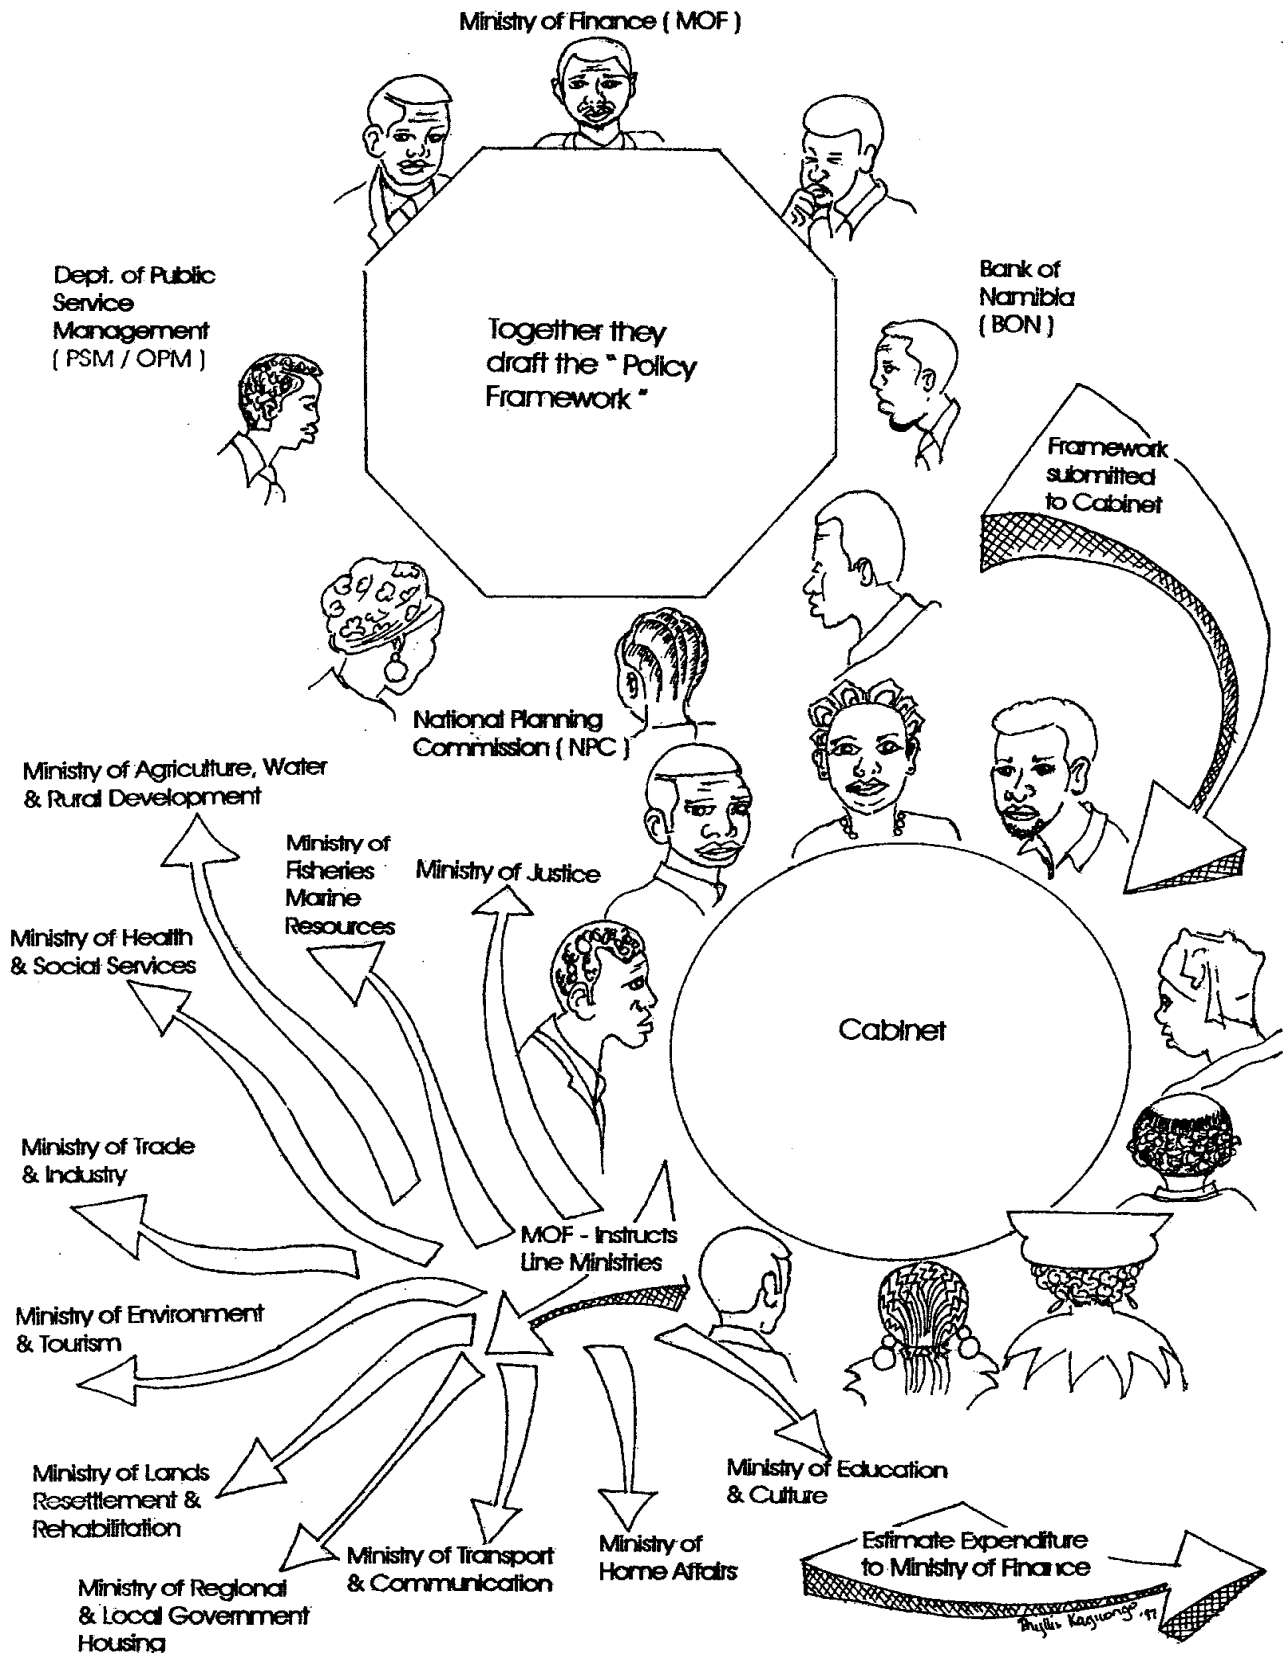 Ministry of Finance ( MOF )
Dept. of Public
Service
Management
( PSM / OPM )
Bank of
Namibia
( BON )
Together they
draft the " Policy
Framework "
Framework
submitted
to Cabinet
National Planning
Commission ( NPC )
Ministry of Agriculture, Water
& Rural Development
Ministry of
Fisheries
Marine
Resources
Ministry of Justice
Ministry of Health
& Social Services
Cabinet
Ministry of Trade
& Industry
MOF - Instructs
Line Ministries
Ministry of Environment
& Tourism
Ministry of Lands
Resettlement &
Rehabilitation
Ministry of Regional
& Local Government
Housing
Ministry of Transport
& Communication
Ministry of
Home Affairs
Ministry of Education
& Culture
Estimate Expenditure
to Ministry of Finance
Phyllis '97